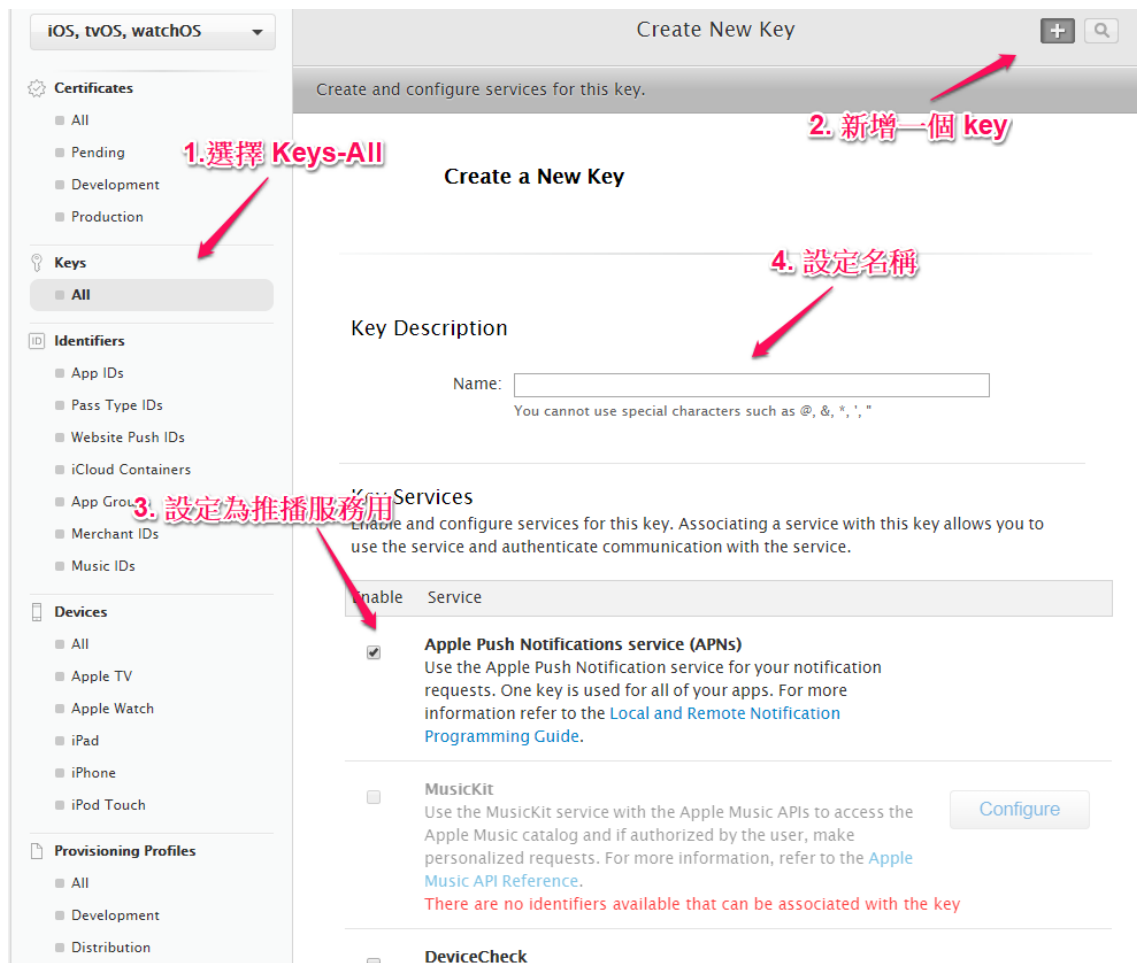 iOS, tvOS, watchOS
Certificates
All
Pending
Development
Production
Keys
All
Identifiers
App IDs
Pass Type IDs
Website Push IDs
iCloud Containers
App Groups
Merchant IDs
Music IDs
Devices
All
Apple TV
Apple Watch
iPad
iPhone
iPod Touch
Provisioning Profiles
All
Development
Distribution
1.選擇 Keys-All
Create New Key
Create and configure services for this key.
2. 新增一個 key
Create a New Key
4. 設定名稱
Key Description
Name:
You cannot use special characters such as @, &, *, ', "
3. 設定為推播服務用
Key Services
Enable and configure services for this key. Associating a service with this key allows you to
use the service and authenticate communication with the service.
Enable Service
Apple Push Notifications service (APNs)
Use the Apple Push Notification service for your notification
requests. One key is used for all of your apps. For more
information refer to the Local and Remote Notification
Programming Guide.
MusicKit
Use the MusicKit service with the Apple Music APIs to access the
Apple Music catalog and if authorized by the user, make
personalized requests. For more information, refer to the Apple
Music API Reference.
There are no identifiers available that can be associated with the key
Configure
DeviceCheck